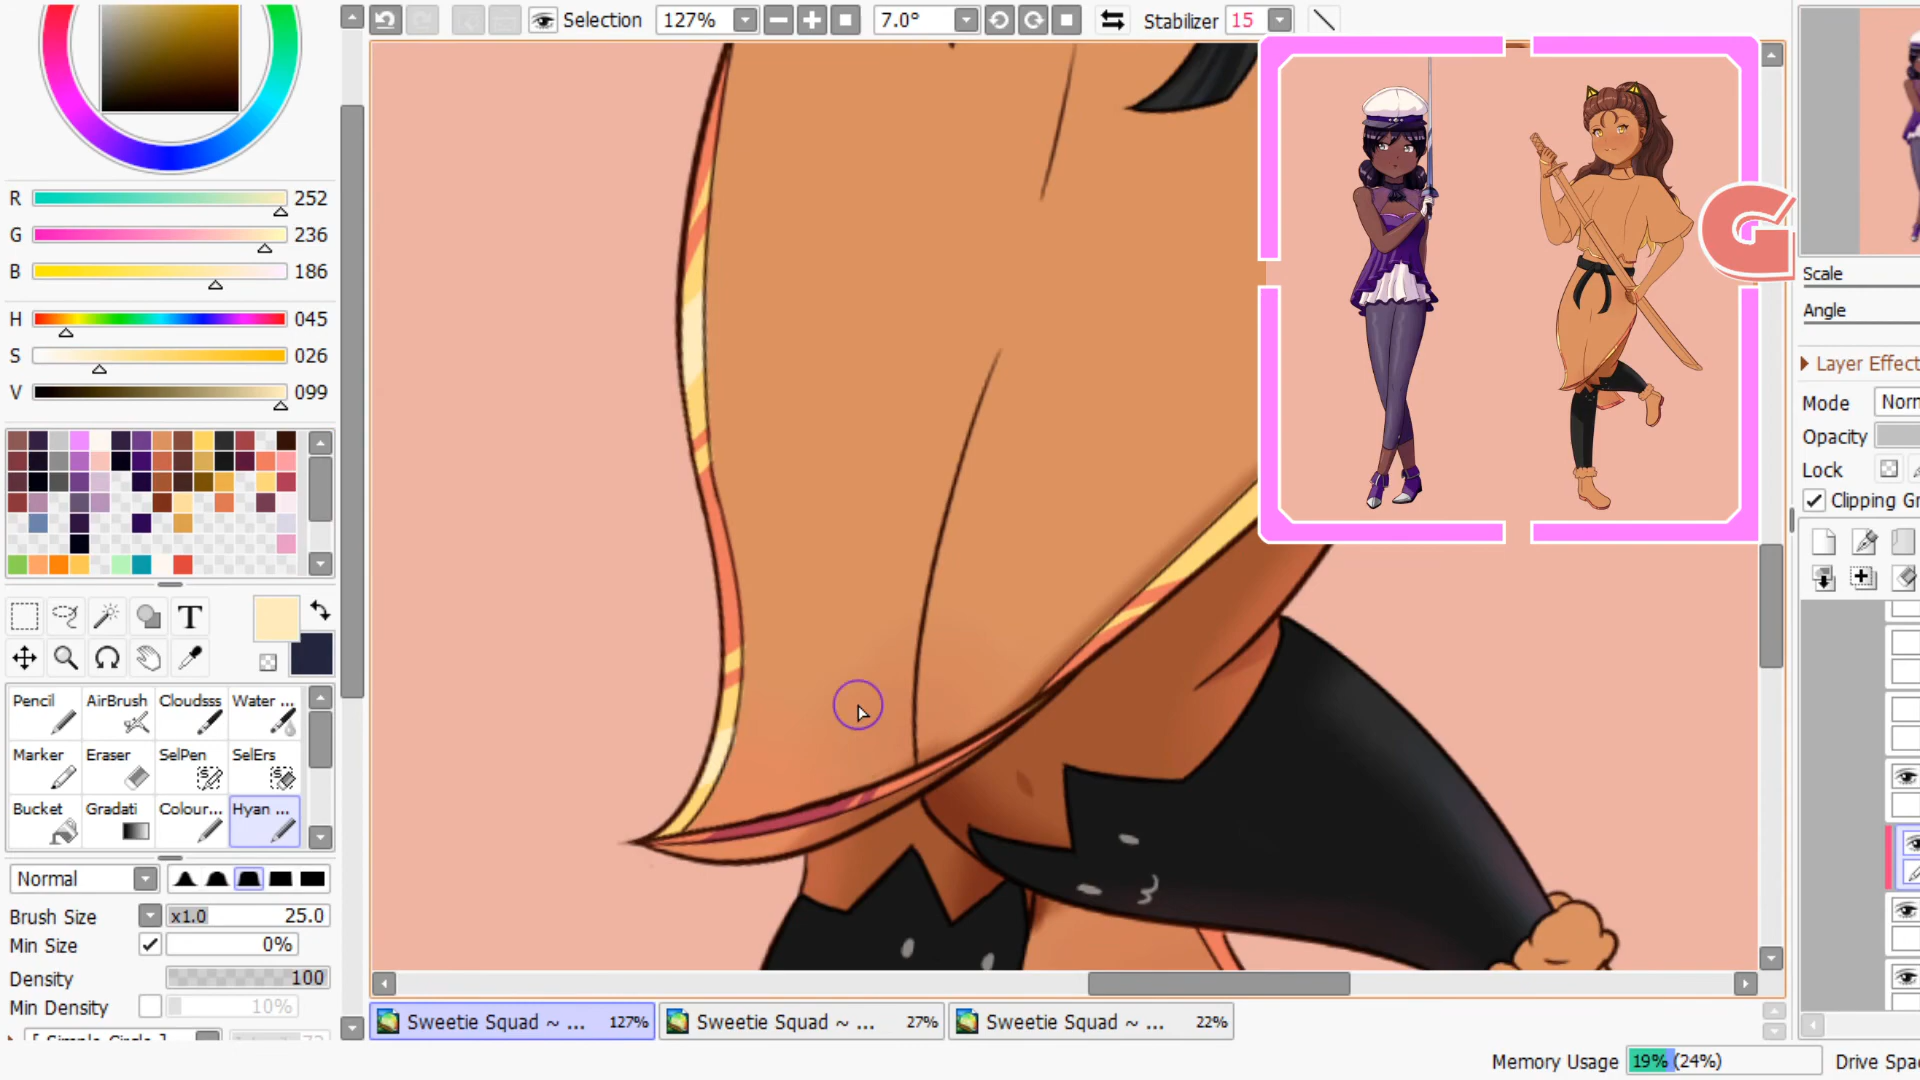 Selection 127% 7.0° Stabilizer 15
R 252
G 236
B 186
H 045
S 026
V 099
T
Pencil AirBrush Cloudsss Water ...
Marker Eraser SelPen SelErs
Bucket Gradati Colour... Hyan ...
Normal
Brush Size x1.0 25.0
Min Size 0%
Density 100
Min Density 10%
[ Simple Circle ]
G
Scale
Angle
Layer Effect
Mode Norm
Opacity
Lock
Clipping Gr
Sweetie Squad ~ ... 127% Sweetie Squad ~ ... 27% Sweetie Squad ~ ... 22%
Memory Usage 19% (24%) Drive Spac